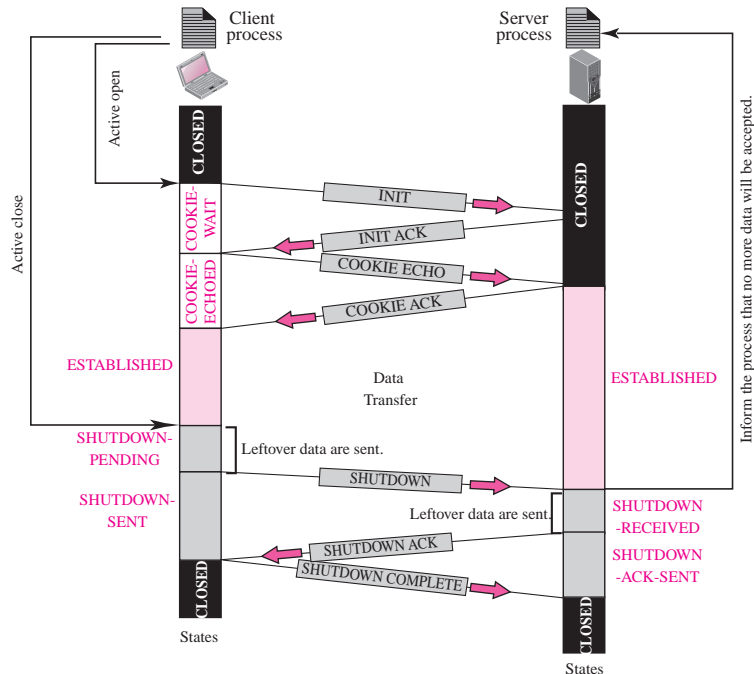 Client
process
Server
process
Active open
Active close
CLOSED
COOKIE-
WAIT
COOKIE-
ECHOED
ESTABLISHED
SHUTDOWN-
PENDING
SHUTDOWN-
SENT
CLOSED
States
INIT
INIT ACK
COOKIE ECHO
COOKIE ACK
Data
Transfer
Leftover data are sent.
SHUTDOWN
Leftover data are sent.
SHUTDOWN ACK
SHUTDOWN COMPLETE
CLOSED
ESTABLISHED
SHUTDOWN
-RECEIVED
SHUTDOWN
-ACK-SENT
CLOSED
States
Inform the process that no more data will be accepted.